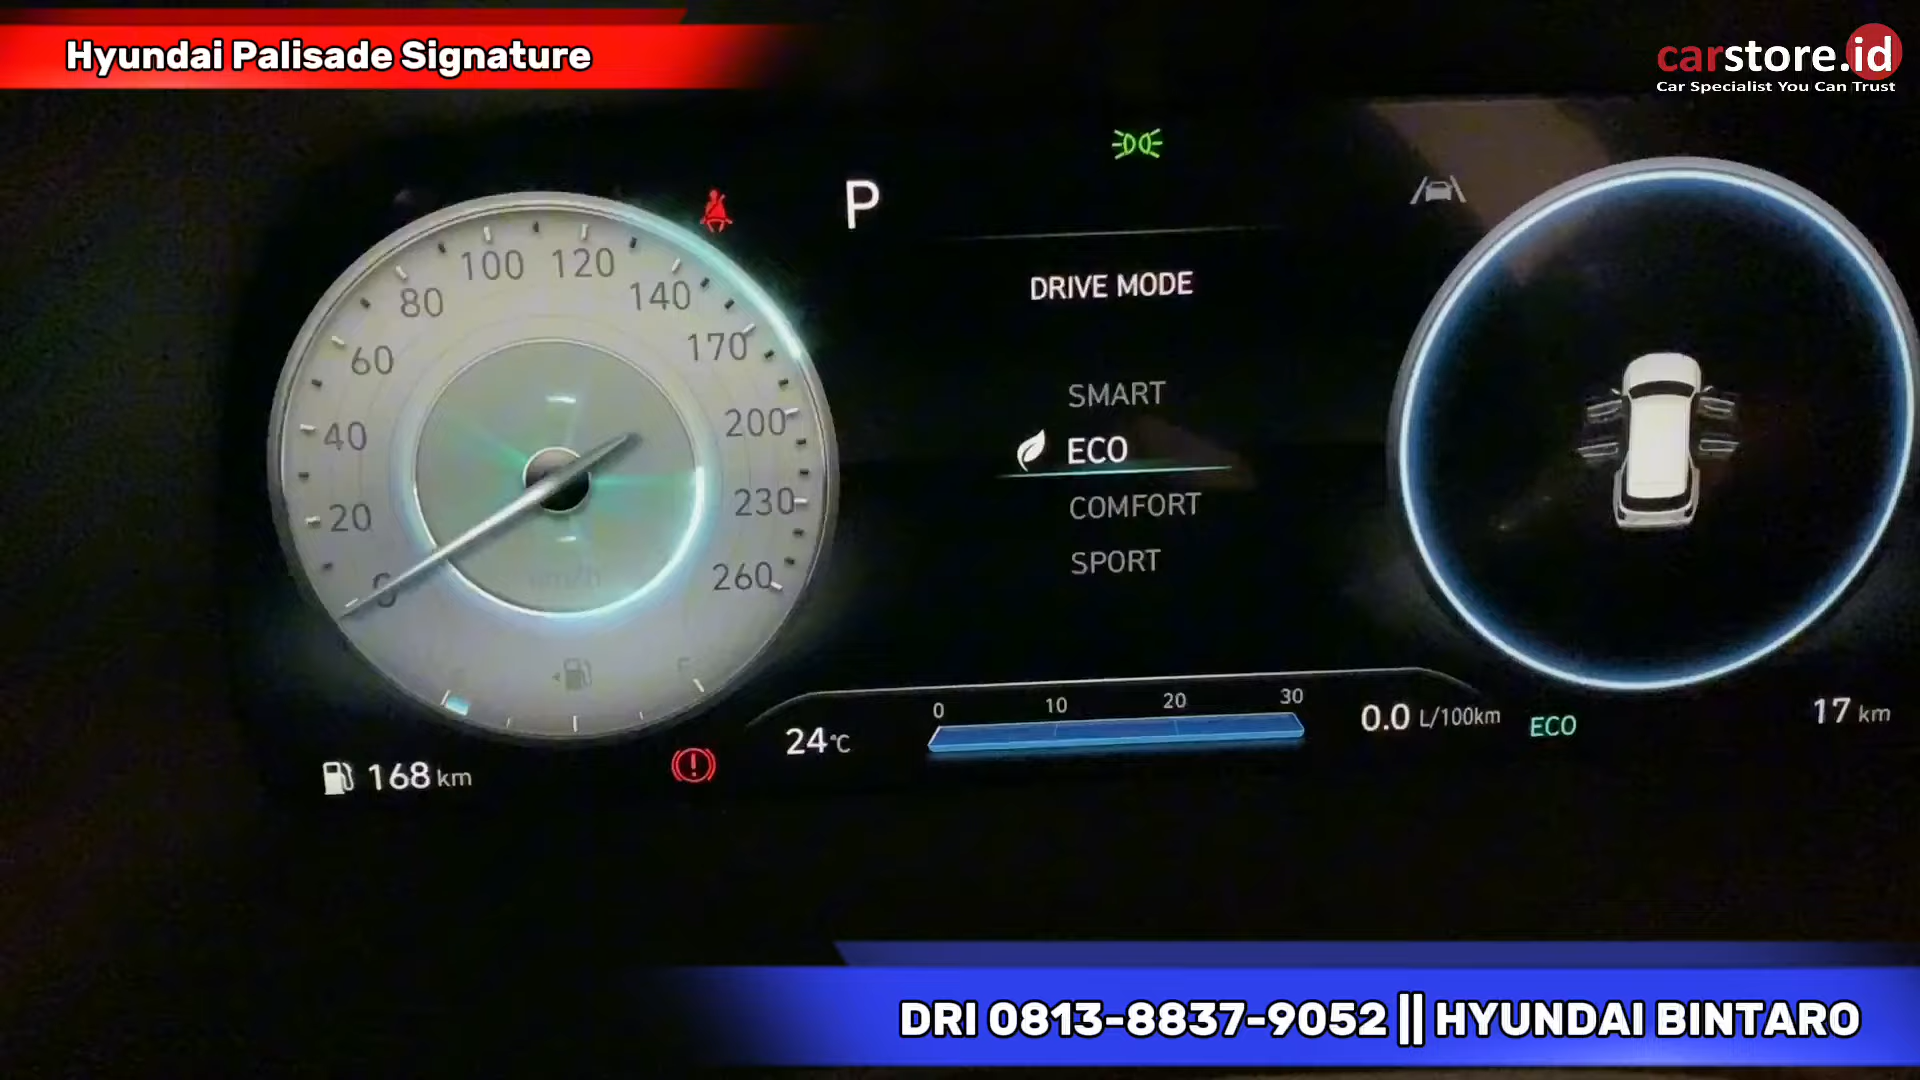 Hyundai Palisade Signature
carstore.id
Car Specialist You Can Trust
P
DRIVE MODE
SMART
ECO
COMFORT
SPORT
0
20
40
60
80
100
120
140
170
200
230
260
km/h
F
168 km
24°C
0 10 20 30
0.0 L/100km
ECO
17 km
DRI 0813-8837-9052 || HYUNDAI BINTARO